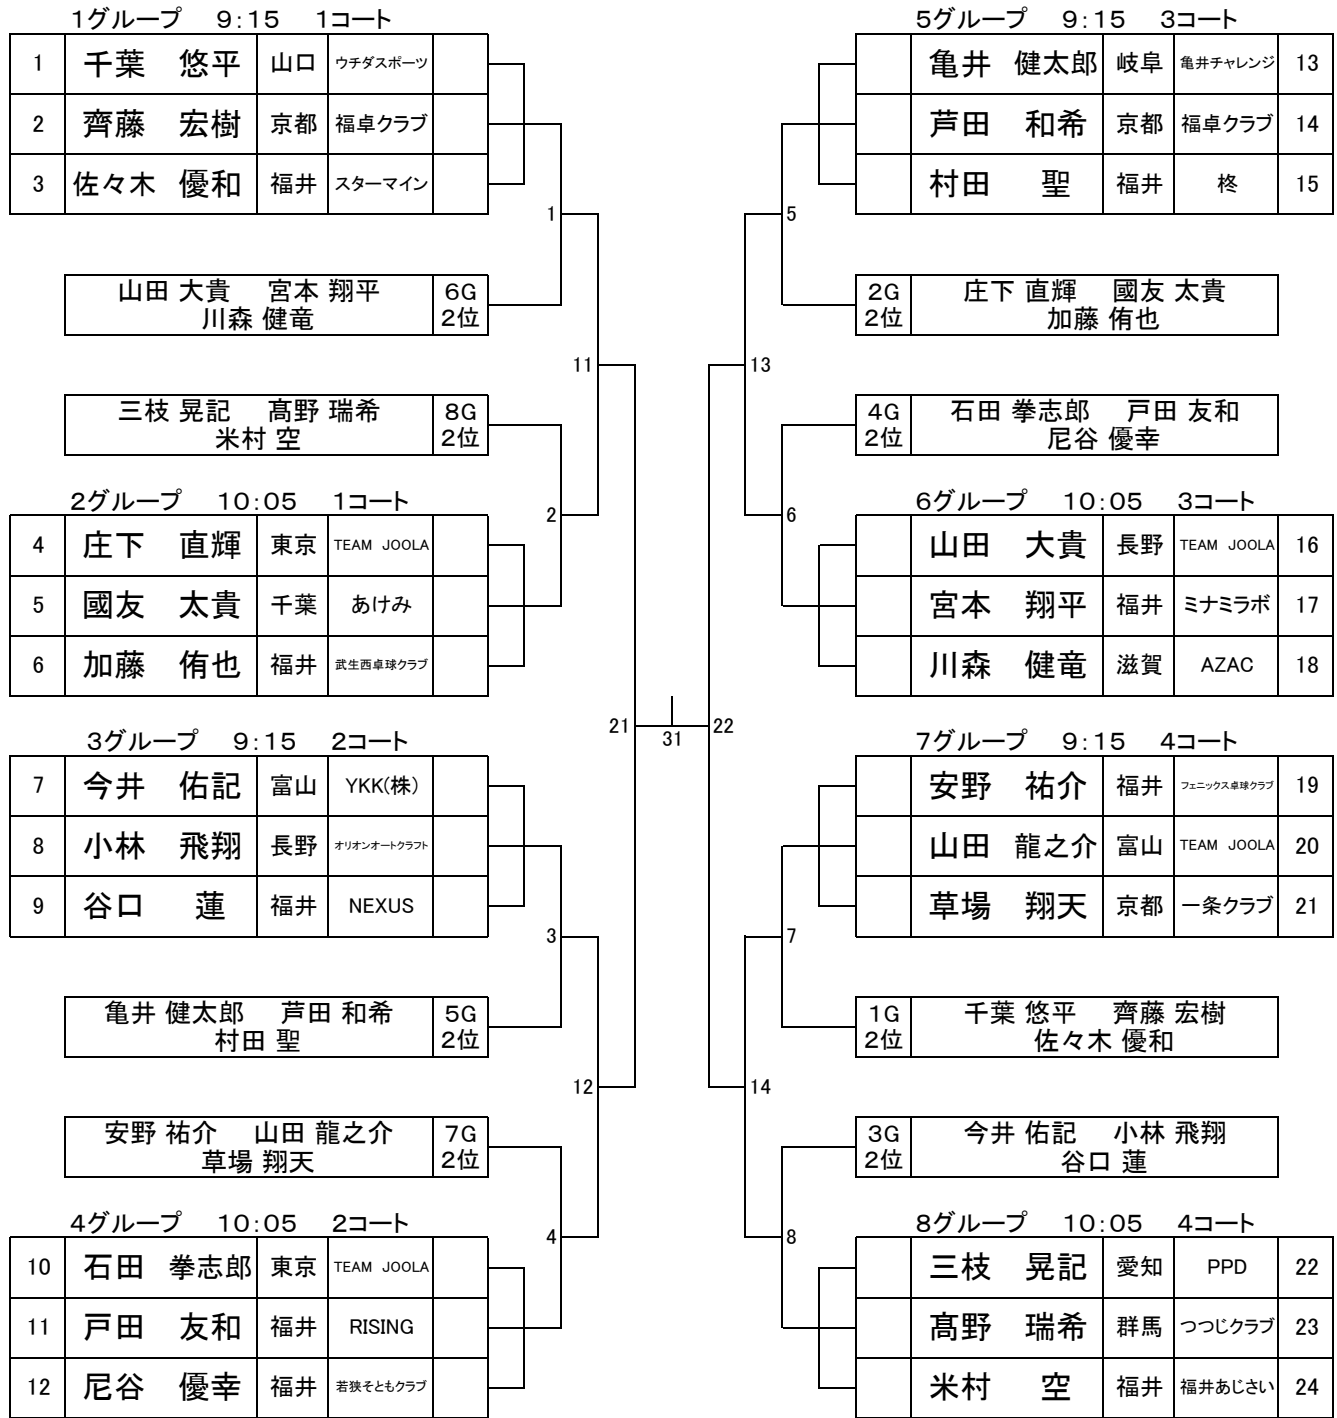 1グループ　9:15　1コート
1 千葉　悠平 山口 ウチダスポーツ
2 齊藤　宏樹 京都 福卓クラブ
3 佐々木　優和 福井 スターマイン
1
山田 大貴　宮本 翔平 6G
川森 健竜 2位
11
三枝 晃記　髙野 瑞希 8G
米村 空 2位
2グループ　10:05　1コート
2
4 庄下　直輝 東京 TEAM JOOLA
5 國友　太貴 千葉 あけみ
6 加藤　侑也 福井 武生西卓球クラブ
21
3グループ　9:15　2コート
7 今井　佑記 富山 YKK(株)
8 小林　飛翔 長野 オリオンオートクラフト
9 谷口　蓮 福井 NEXUS
3
亀井 健太郎　芦田 和希 5G
村田 聖 2位
12
安野 祐介　山田 龍之介 7G
草場 翔天 2位
4グループ　10:05　2コート
4
10 石田　拳志郎 東京 TEAM JOOLA
11 戸田　友和 福井 RISING
12 尼谷　優幸 福井 若狭そともクラブ
31
5グループ　9:15　3コート
亀井　健太郎 岐阜 亀井チャレンジ 13
芦田　和希 京都 福卓クラブ 14
村田　聖 福井 柊 15
5
2G 庄下 直輝　國友 太貴
2位 加藤 侑也
13
4G 石田 拳志郎　戸田 友和
2位 尼谷 優幸
6グループ　10:05　3コート
6
山田　大貴 長野 TEAM JOOLA 16
宮本　翔平 福井 ミナミラボ 17
川森　健竜 滋賀 AZAC 18
22
7グループ　9:15　4コート
安野　祐介 福井 フェニックス卓球クラブ 19
山田　龍之介 富山 TEAM JOOLA 20
草場　翔天 京都 一条クラブ 21
7
1G 千葉 悠平　齊藤 宏樹
2位 佐々木 優和
14
3G 今井 佑記　小林 飛翔
2位 谷口 蓮
8グループ　10:05　4コート
8
三枝　晃記 愛知 PPD 22
髙野　瑞希 群馬 つつじクラブ 23
米村　空 福井 福井あじさい 24